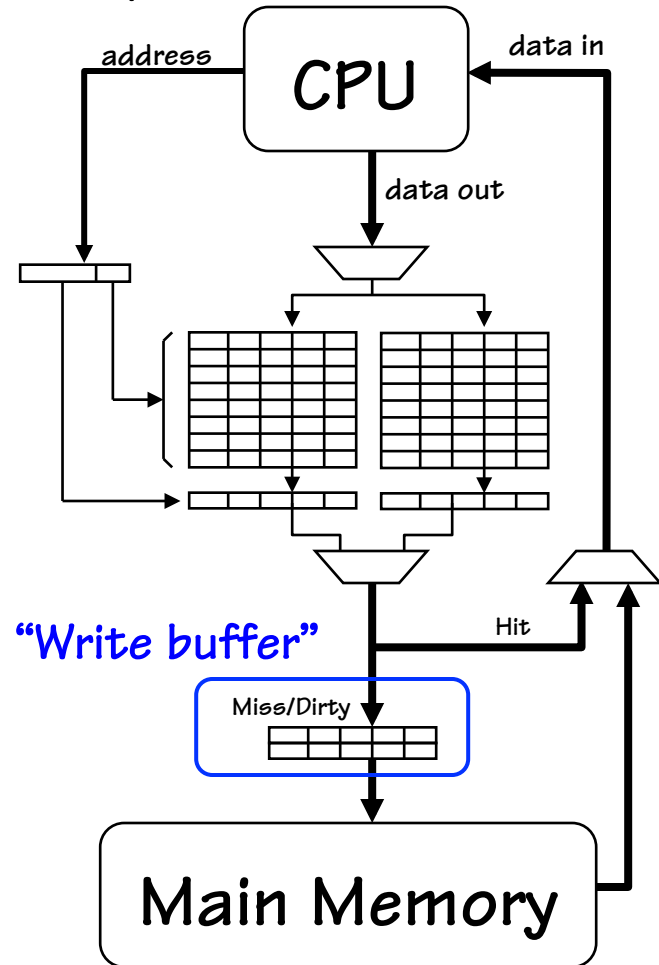 address
data in
CPU
data out
“Write buffer”
Hit
Miss/Dirty
Main Memory